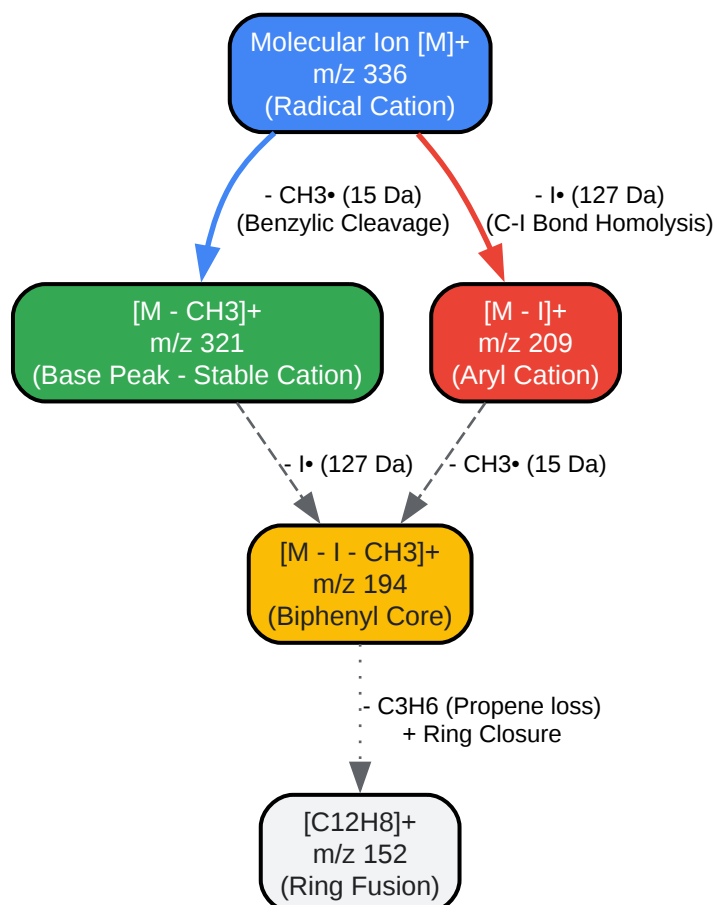 Molecular Ion [M]+
m/z 336
(Radical Cation)
- CH3• (15 Da)
(Benzylic Cleavage)
- I• (127 Da)
(C-I Bond Homolysis)
[M - CH3]+
m/z 321
(Base Peak - Stable Cation)
[M - I]+
m/z 209
(Aryl Cation)
- I• (127 Da)
- CH3• (15 Da)
[M - I - CH3]+
m/z 194
(Biphenyl Core)
- C3H6 (Propene loss)
+ Ring Closure
[C12H8]+
m/z 152
(Ring Fusion)